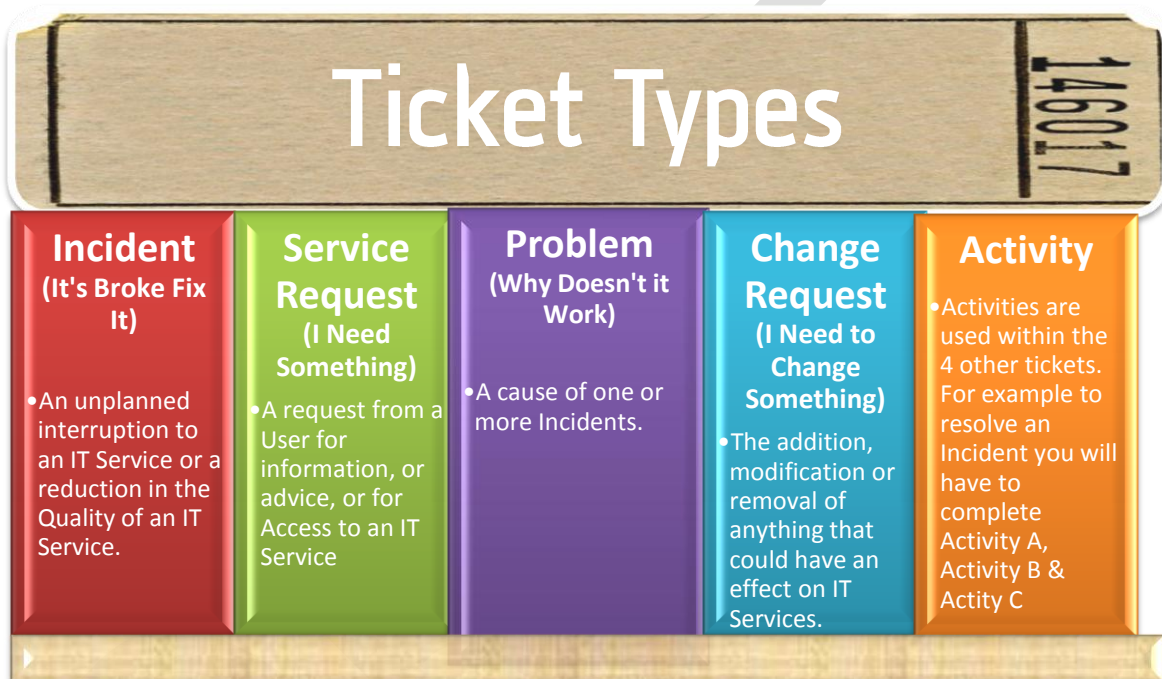 Ticket Types
146017
Incident
(It's Broke Fix
It)
•An unplanned
interruption to
an IT Service or a
reduction in the
Quality of an IT
Service.
Service
Request
(I Need
Something)
•A request from a
User for
information, or
advice, or for
Access to an IT
Service
Problem
(Why Doesn't it
Work)
•A cause of one or
more Incidents.
Change
Request
(I Need to
Change
Something)
•The addition,
modification or
removal of
anything that
could have an
effect on IT
Services.
Activity
•Activities are
used within the
4 other tickets.
For example to
resolve an
Incident you will
have to
complete
Activity A,
Activity B &
Actity C